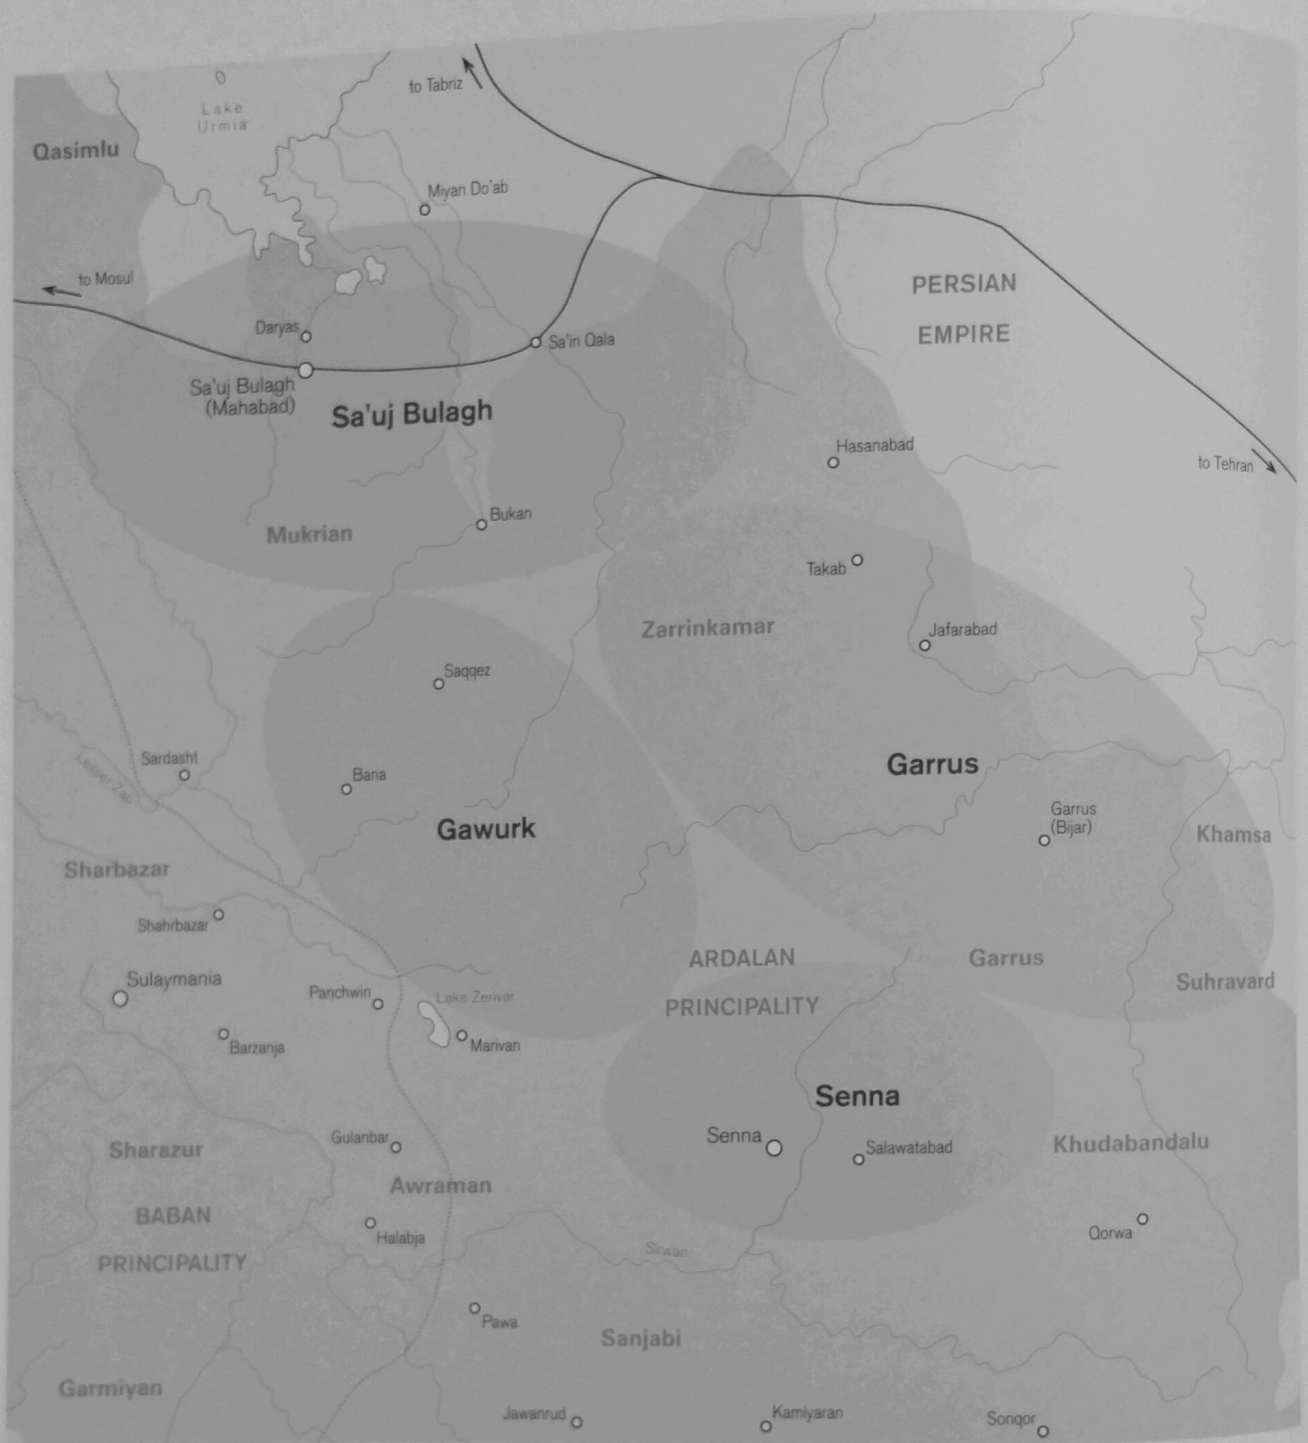 to Tabriz
Lake
Urmia
Qasimlu
Miyan Do'ab
to Mosul
PERSIAN
EMPIRE
Daryas
Sa'in Qala
Sa'uj Bulagh
(Mahabad)
Sa'uj Bulagh
Hasanabad
to Tehran
Bukan
Mukrian
Takab
Zarrinkamar
Jafarabad
Saqqez
Sardasht
Lesser Zab
Bana
Garrus
Garrus
(Bijar)
Gawurk
Khamsa
Sharbazar
Shahrbazar
ARDALAN
PRINCIPALITY
Garrus
Suhravard
Sulaymania
Panchwin
Lake Zerivar
Barzanja
Marivan
Senna
Senna
Salawatabad
Khudabandalu
Gulanbar
Sharazur
Awraman
BABAN
PRINCIPALITY
Halabja
Qorwa
Sirwan
Pawa
Sanjabi
Garmiyan
Jawanrud
Kamiyaran
Sonqor